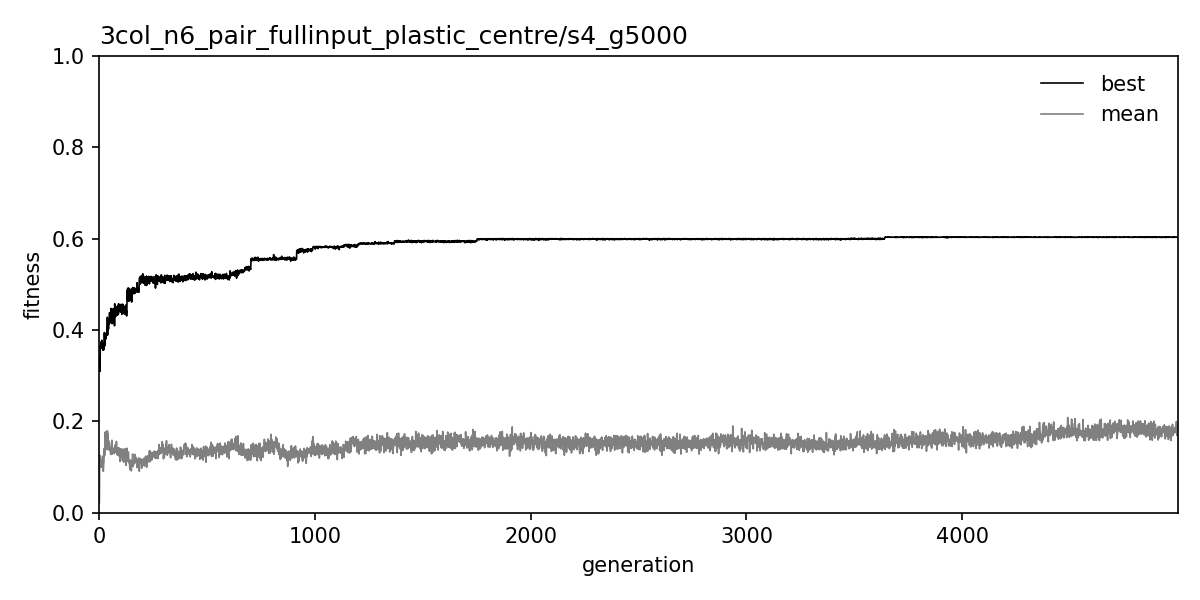 3col_n6_pair_fullinput_plastic_centre/s4_g5000
1.0
0.8
0.6
0.4
0.2
0.0
fitness
best
mean
0 1000 2000 3000 4000
generation